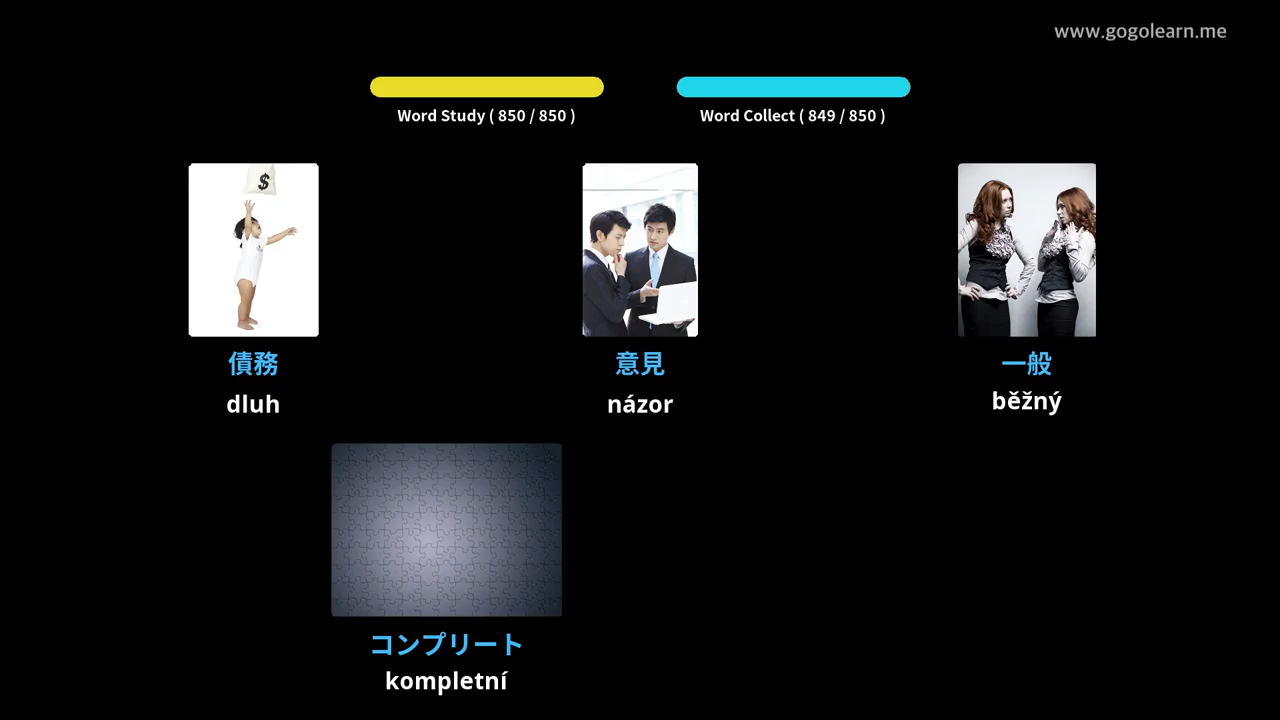 www.gogolearn.me
Word Study ( 850 / 850 )
Word Collect ( 849 / 850 )
$
債務
意見
一般
dluh
názor
běžný
コンプリート
kompletní